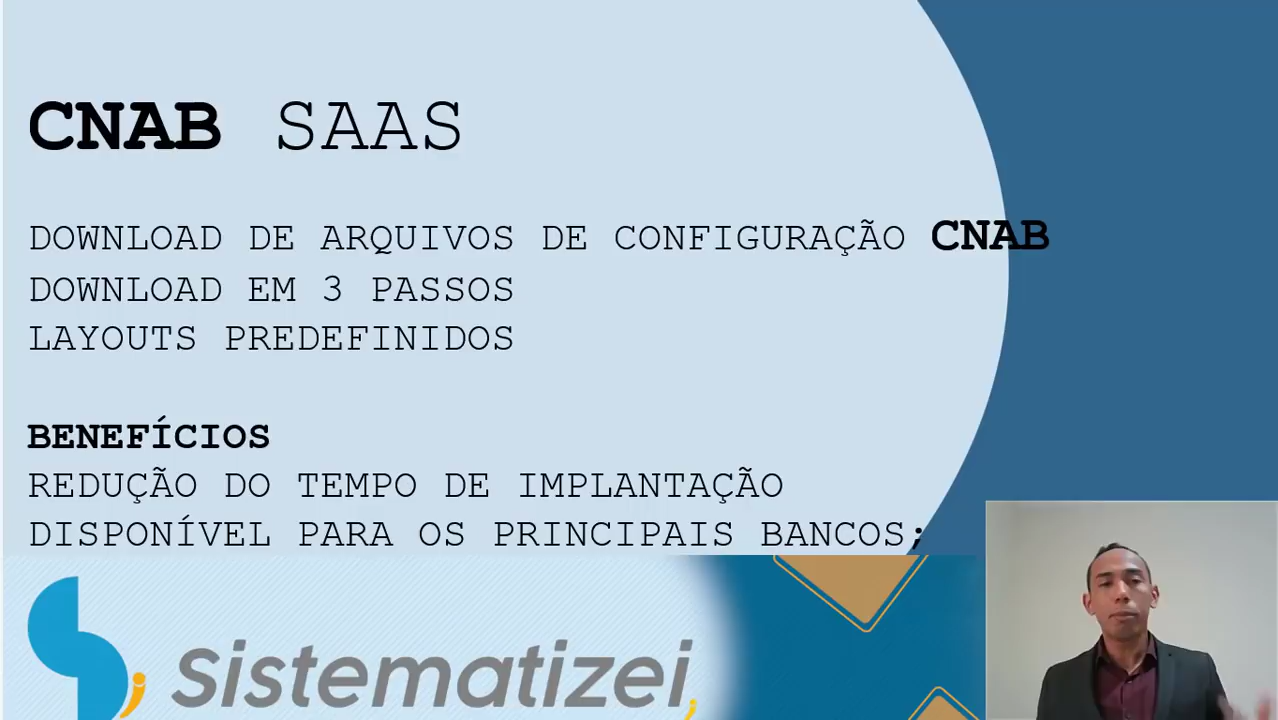 CNAB SAAS
DOWNLOAD DE ARQUIVOS DE CONFIGURAÇÃO CNAB
DOWNLOAD EM 3 PASSOS
LAYOUTS PREDEFINIDOS
BENEFÍCIOS
REDUÇÃO DO TEMPO DE IMPLANTAÇÃO
DISPONÍVEL PARA OS PRINCIPAIS BANCOS;
Sistematizei